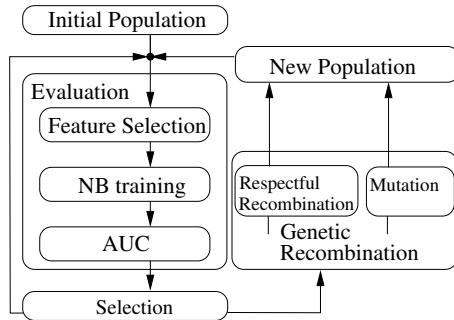 Initial Population
New Population
Evaluation
Feature Selection
NB training
AUC
Selection
Respectful
Recombination
Mutation
Genetic
Recombination